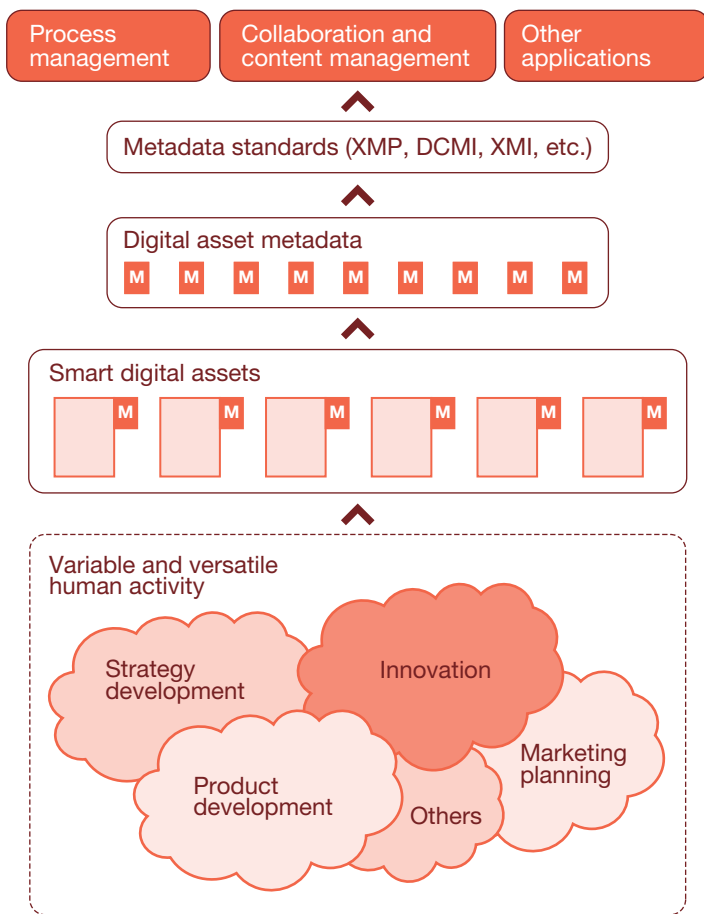 Process
management
Collaboration and
content management
Other
applications
Metadata standards (XMP, DCMI, XMI, etc.)
Digital asset metadata
M M M M M M M M M
Smart digital assets
M M M M M M
Variable and versatile
human activity
Strategy
development
Innovation
Marketing
planning
Product
development
Others